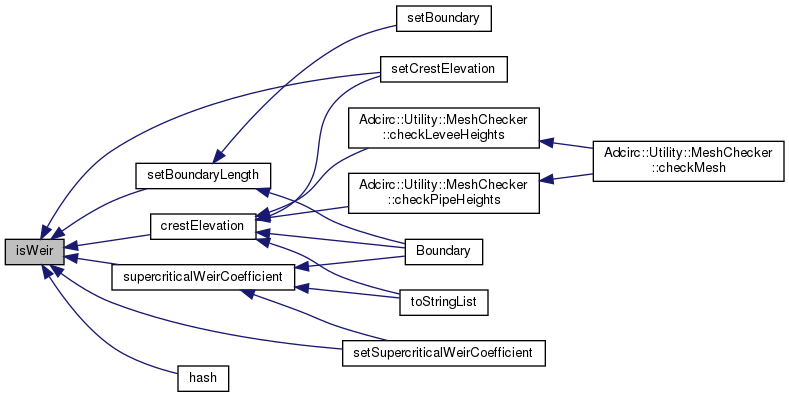 setBoundary
setCrestElevation
Adcirc::Utility::MeshChecker
::checkLeveeHeights
Adcirc::Utility::MeshChecker
::checkMesh
setBoundaryLength
Adcirc::Utility::MeshChecker
::checkPipeHeights
crestElevation
isWeir
Boundary
supercriticalWeirCoefficient
toStringList
setSupercriticalWeirCoefficient
hash